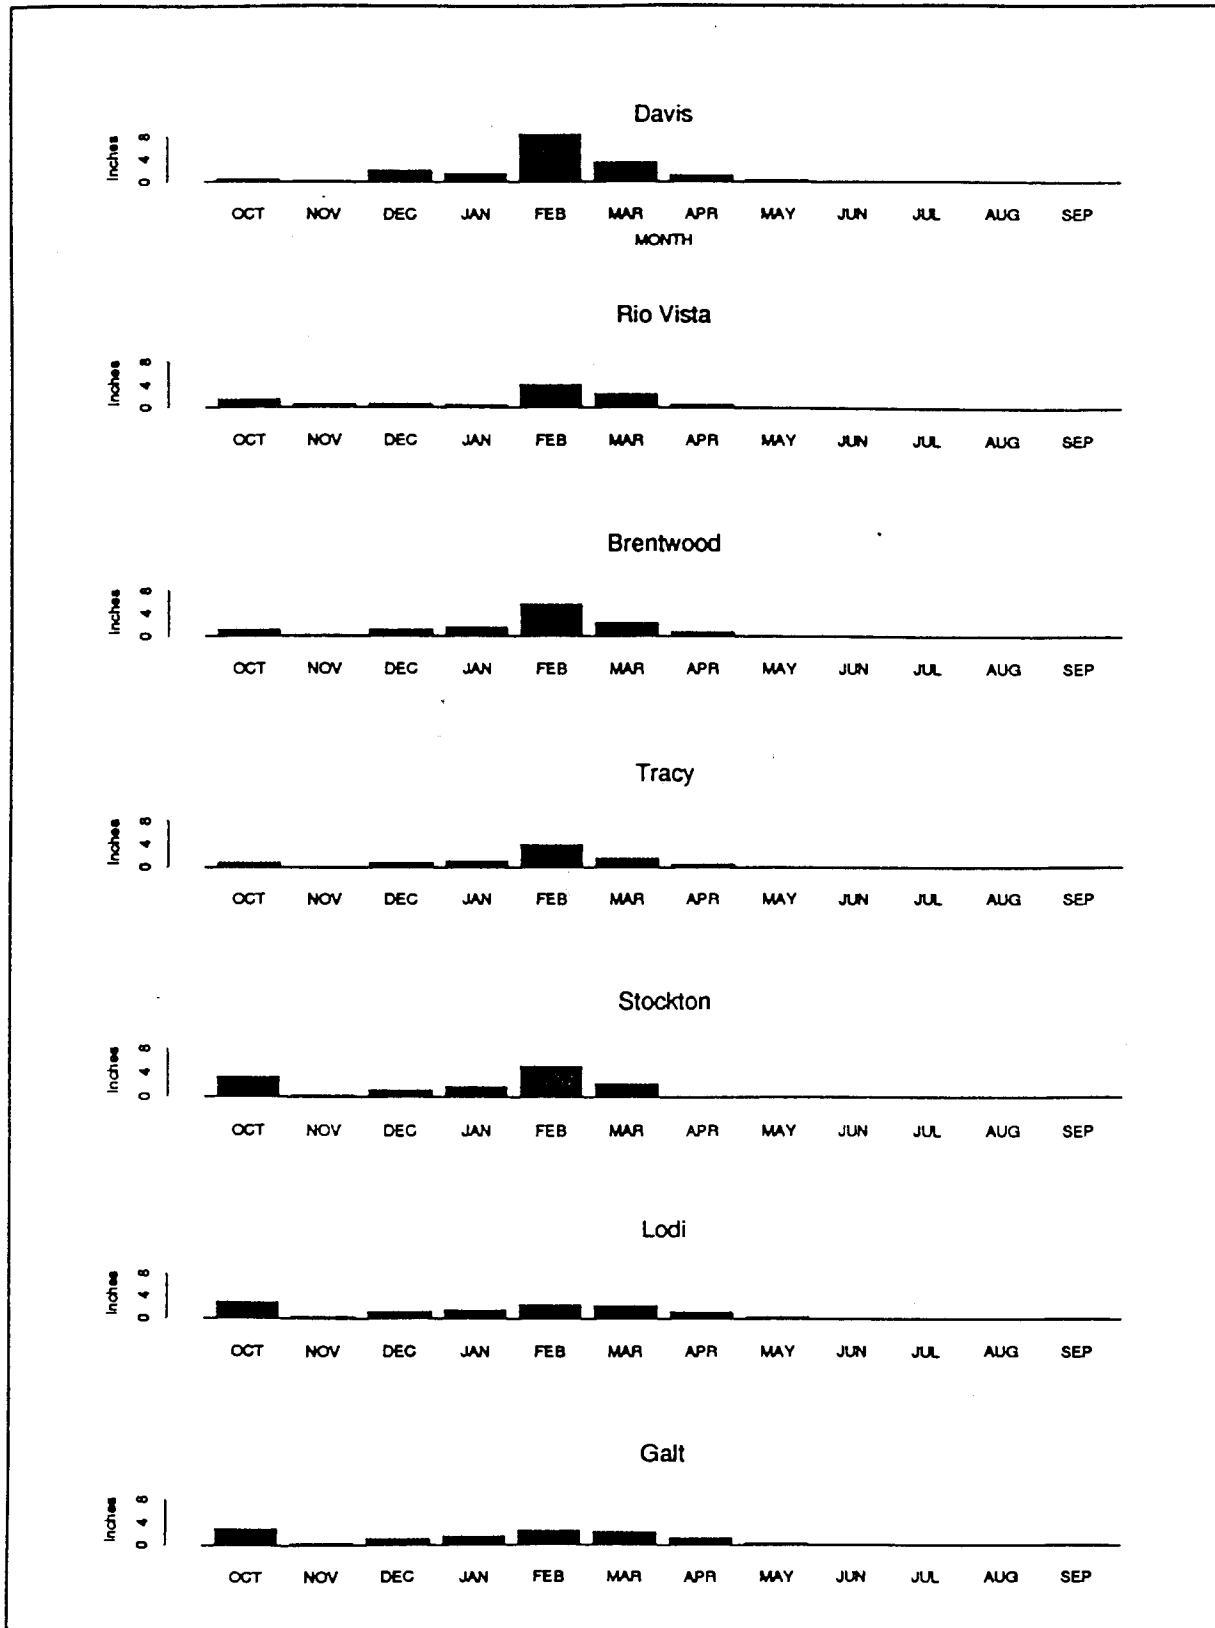 Davis
Inches
0 4 8
OCT NOV DEC JAN FEB MAR APR MAY JUN JUL AUG SEP
MONTH
Rio Vista
Inches
0 4 8
OCT NOV DEC JAN FEB MAR APR MAY JUN JUL AUG SEP
Brentwood
Inches
0 4 8
OCT NOV DEC JAN FEB MAR APR MAY JUN JUL AUG SEP
Tracy
Inches
0 4 8
OCT NOV DEC JAN FEB MAR APR MAY JUN JUL AUG SEP
Stockton
Inches
0 4 8
OCT NOV DEC JAN FEB MAR APR MAY JUN JUL AUG SEP
Lodi
Inches
0 4 8
OCT NOV DEC JAN FEB MAR APR MAY JUN JUL AUG SEP
Galt
Inches
0 4 8
OCT NOV DEC JAN FEB MAR APR MAY JUN JUL AUG SEP